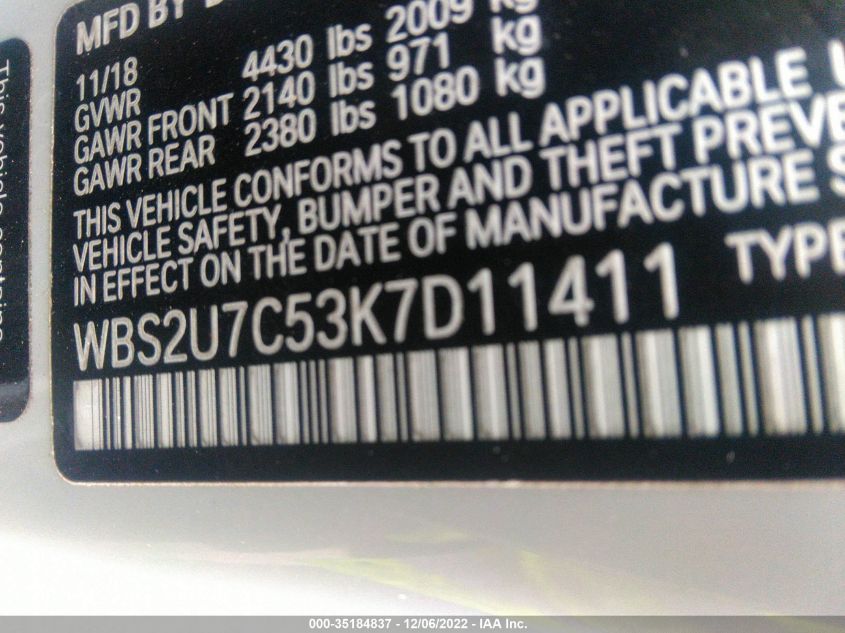 MFD BY
11/18
GVWR 4430 lbs 2009 kg
GAWR FRONT 2140 lbs 971 kg
GAWR REAR 2380 lbs 1080 kg
THIS VEHICLE CONFORMS TO ALL APPLICABLE
VEHICLE SAFETY, BUMPER AND THEFT
IN EFFECT ON THE DATE OF MANUFACTURE
WBS2U7C53K7D11411 TYPE
This vehicle
000-35184837 - 12/06/2022 - IAA Inc.